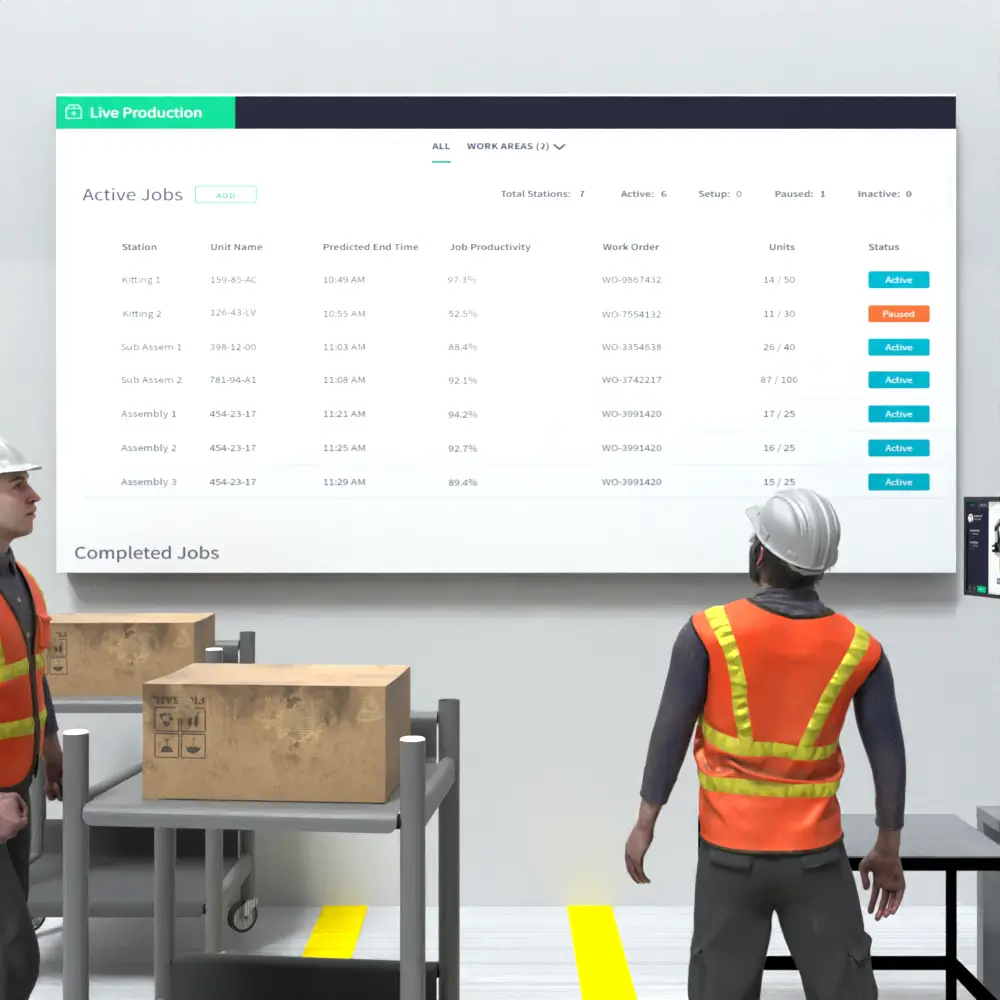 Live Production
ALL WORK AREAS (2)
Active Jobs ADD Total Stations: 7 Active: 6 Setup: 0 Paused: 1 Inactive: 0
Station Unit Name Predicted End Time Job Productivity Work Order Units Status
Kitting 1 159-85-AC 10:49 AM 97.3% WO-9867432 14 / 50 Active
Kitting 2 126-43-LV 10:55 AM 52.5% WO-7554132 11 / 30 Paused
Sub Assem 1 398-12-00 11:03 AM 88.4% WO-3354638 26 / 40 Active
Sub Assem 2 781-94-A1 11:08 AM 92.1% WO-3742217 87 / 100 Active
Assembly 1 454-23-17 11:21 AM 94.2% WO-3991420 17 / 25 Active
Assembly 2 454-23-17 11:25 AM 92.7% WO-3991420 16 / 25 Active
Assembly 3 454-23-17 11:29 AM 89.4% WO-3991420 15 / 25 Active
Completed Jobs